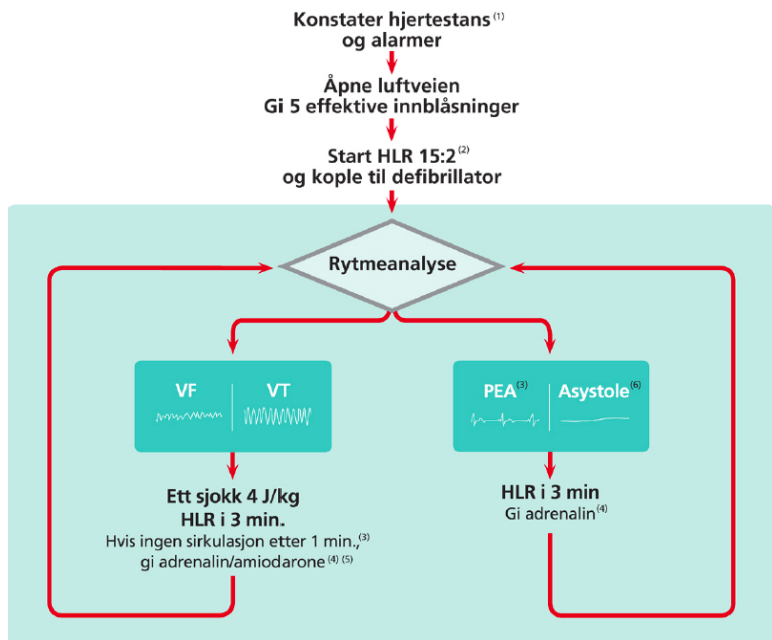 Konstater hjertestans (1)
og alarmer
Åpne luftveien
Gi 5 effektive innblåsninger
Start HLR 15:2 (2)
og kople til defibrillator
Rytmeanalyse
VF VT
PEA (3) Asystole (6)
Ett sjokk 4 J/kg
HLR i 3 min.
Hvis ingen sirkulasjon etter 1 min., (3)
gi adrenalin/amiodarone (4) (5)
HLR i 3 min
Gi adrenalin (4)